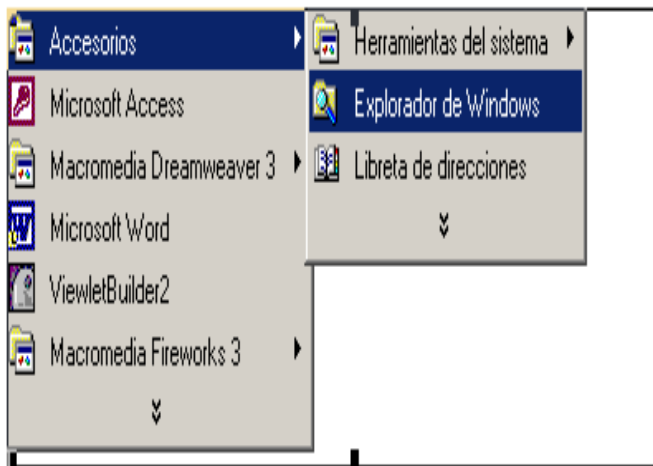 Accesorios
Microsoft Access
Macromedia Dreamweaver 3
Microsoft Word
ViewletBuilder2
Macromedia Fireworks 3
Herramientas del sistema
Explorador de Windows
Libreta de direcciones